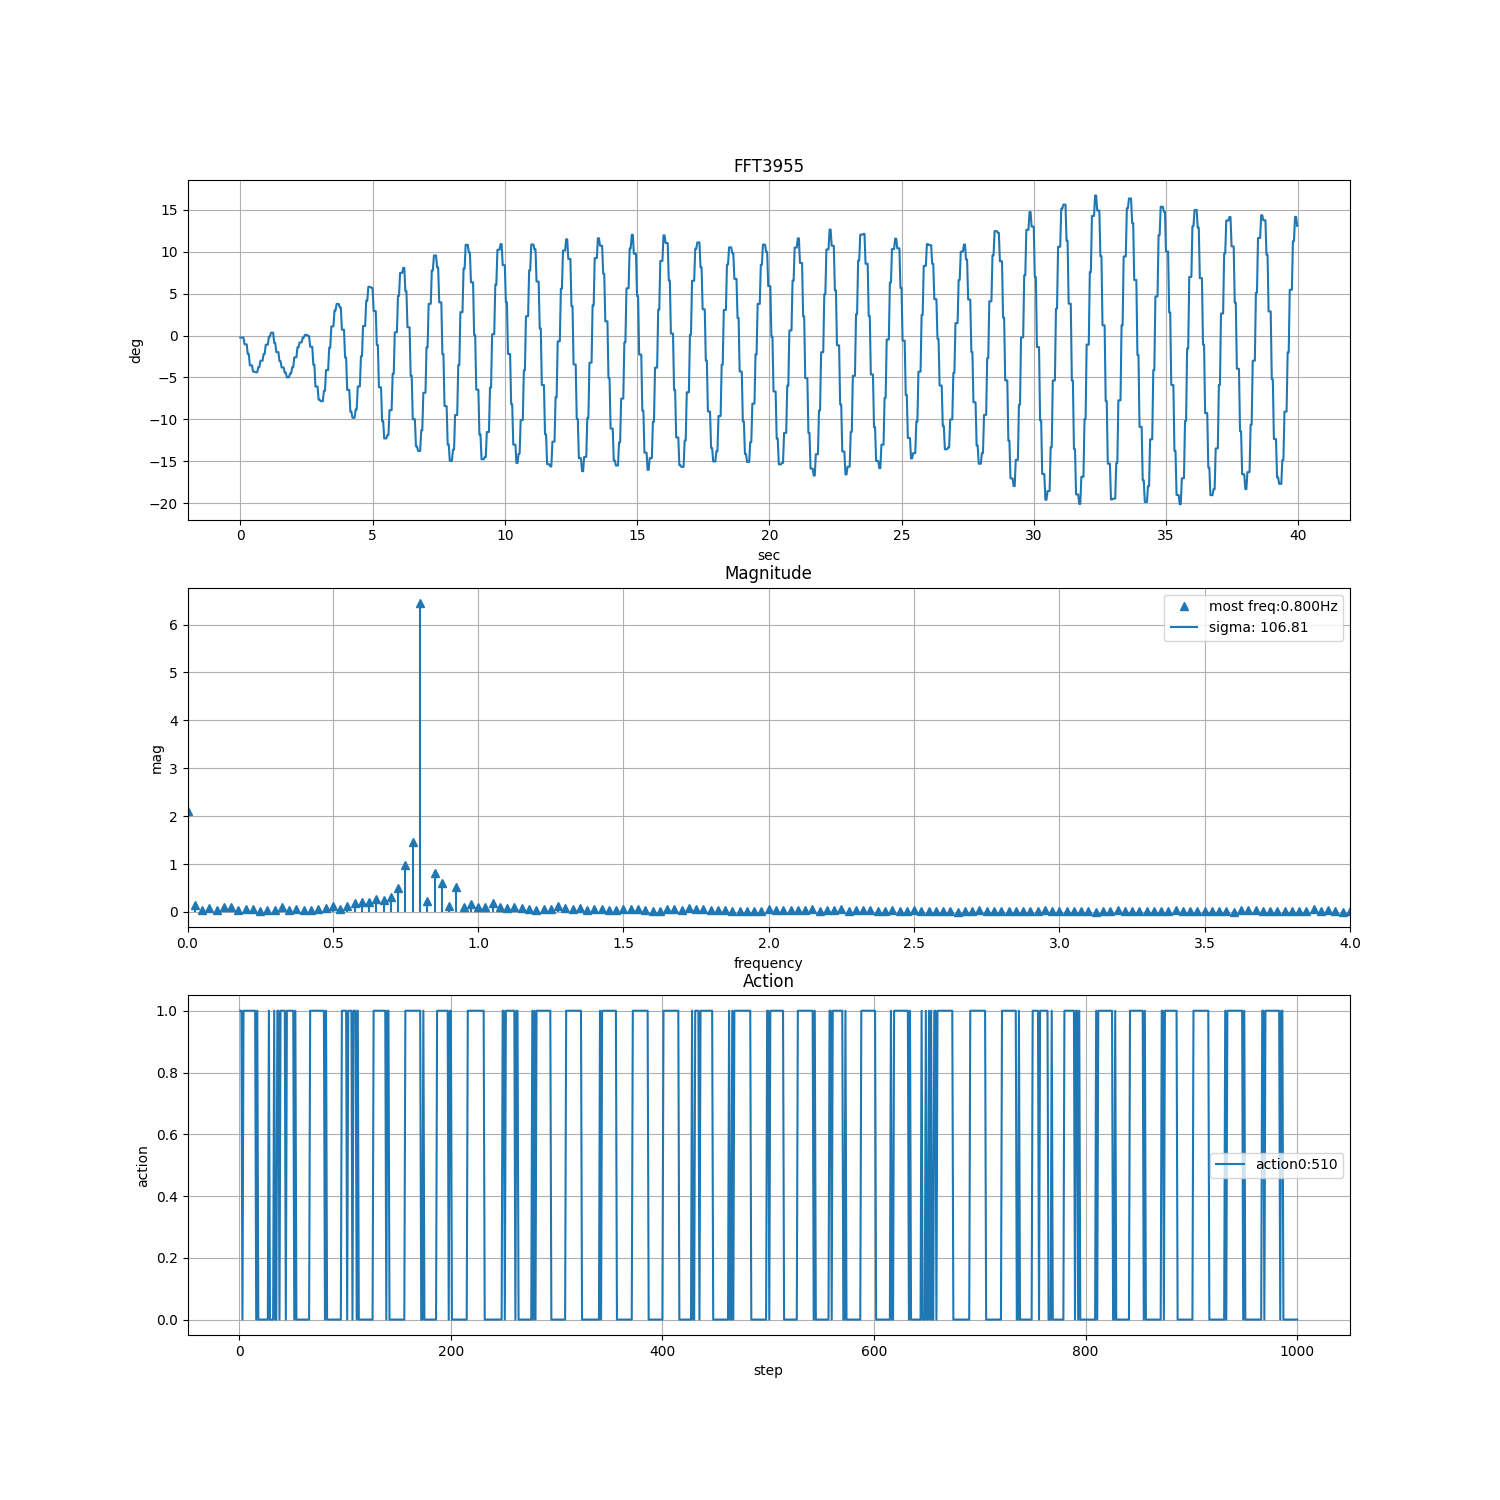 FFT3955
deg
15
10
5
0
−5
−10
−15
−20
0 5 10 15 20 25 30 35 40
sec
Magnitude
mag
6
5
4
3
2
1
0
most freq:0.800Hz
sigma: 106.81
0.0 0.5 1.0 1.5 2.0 2.5 3.0 3.5 4.0
frequency
Action
action
1.0
0.8
0.6
0.4
0.2
0.0
action0:510
0 200 400 600 800 1000
step